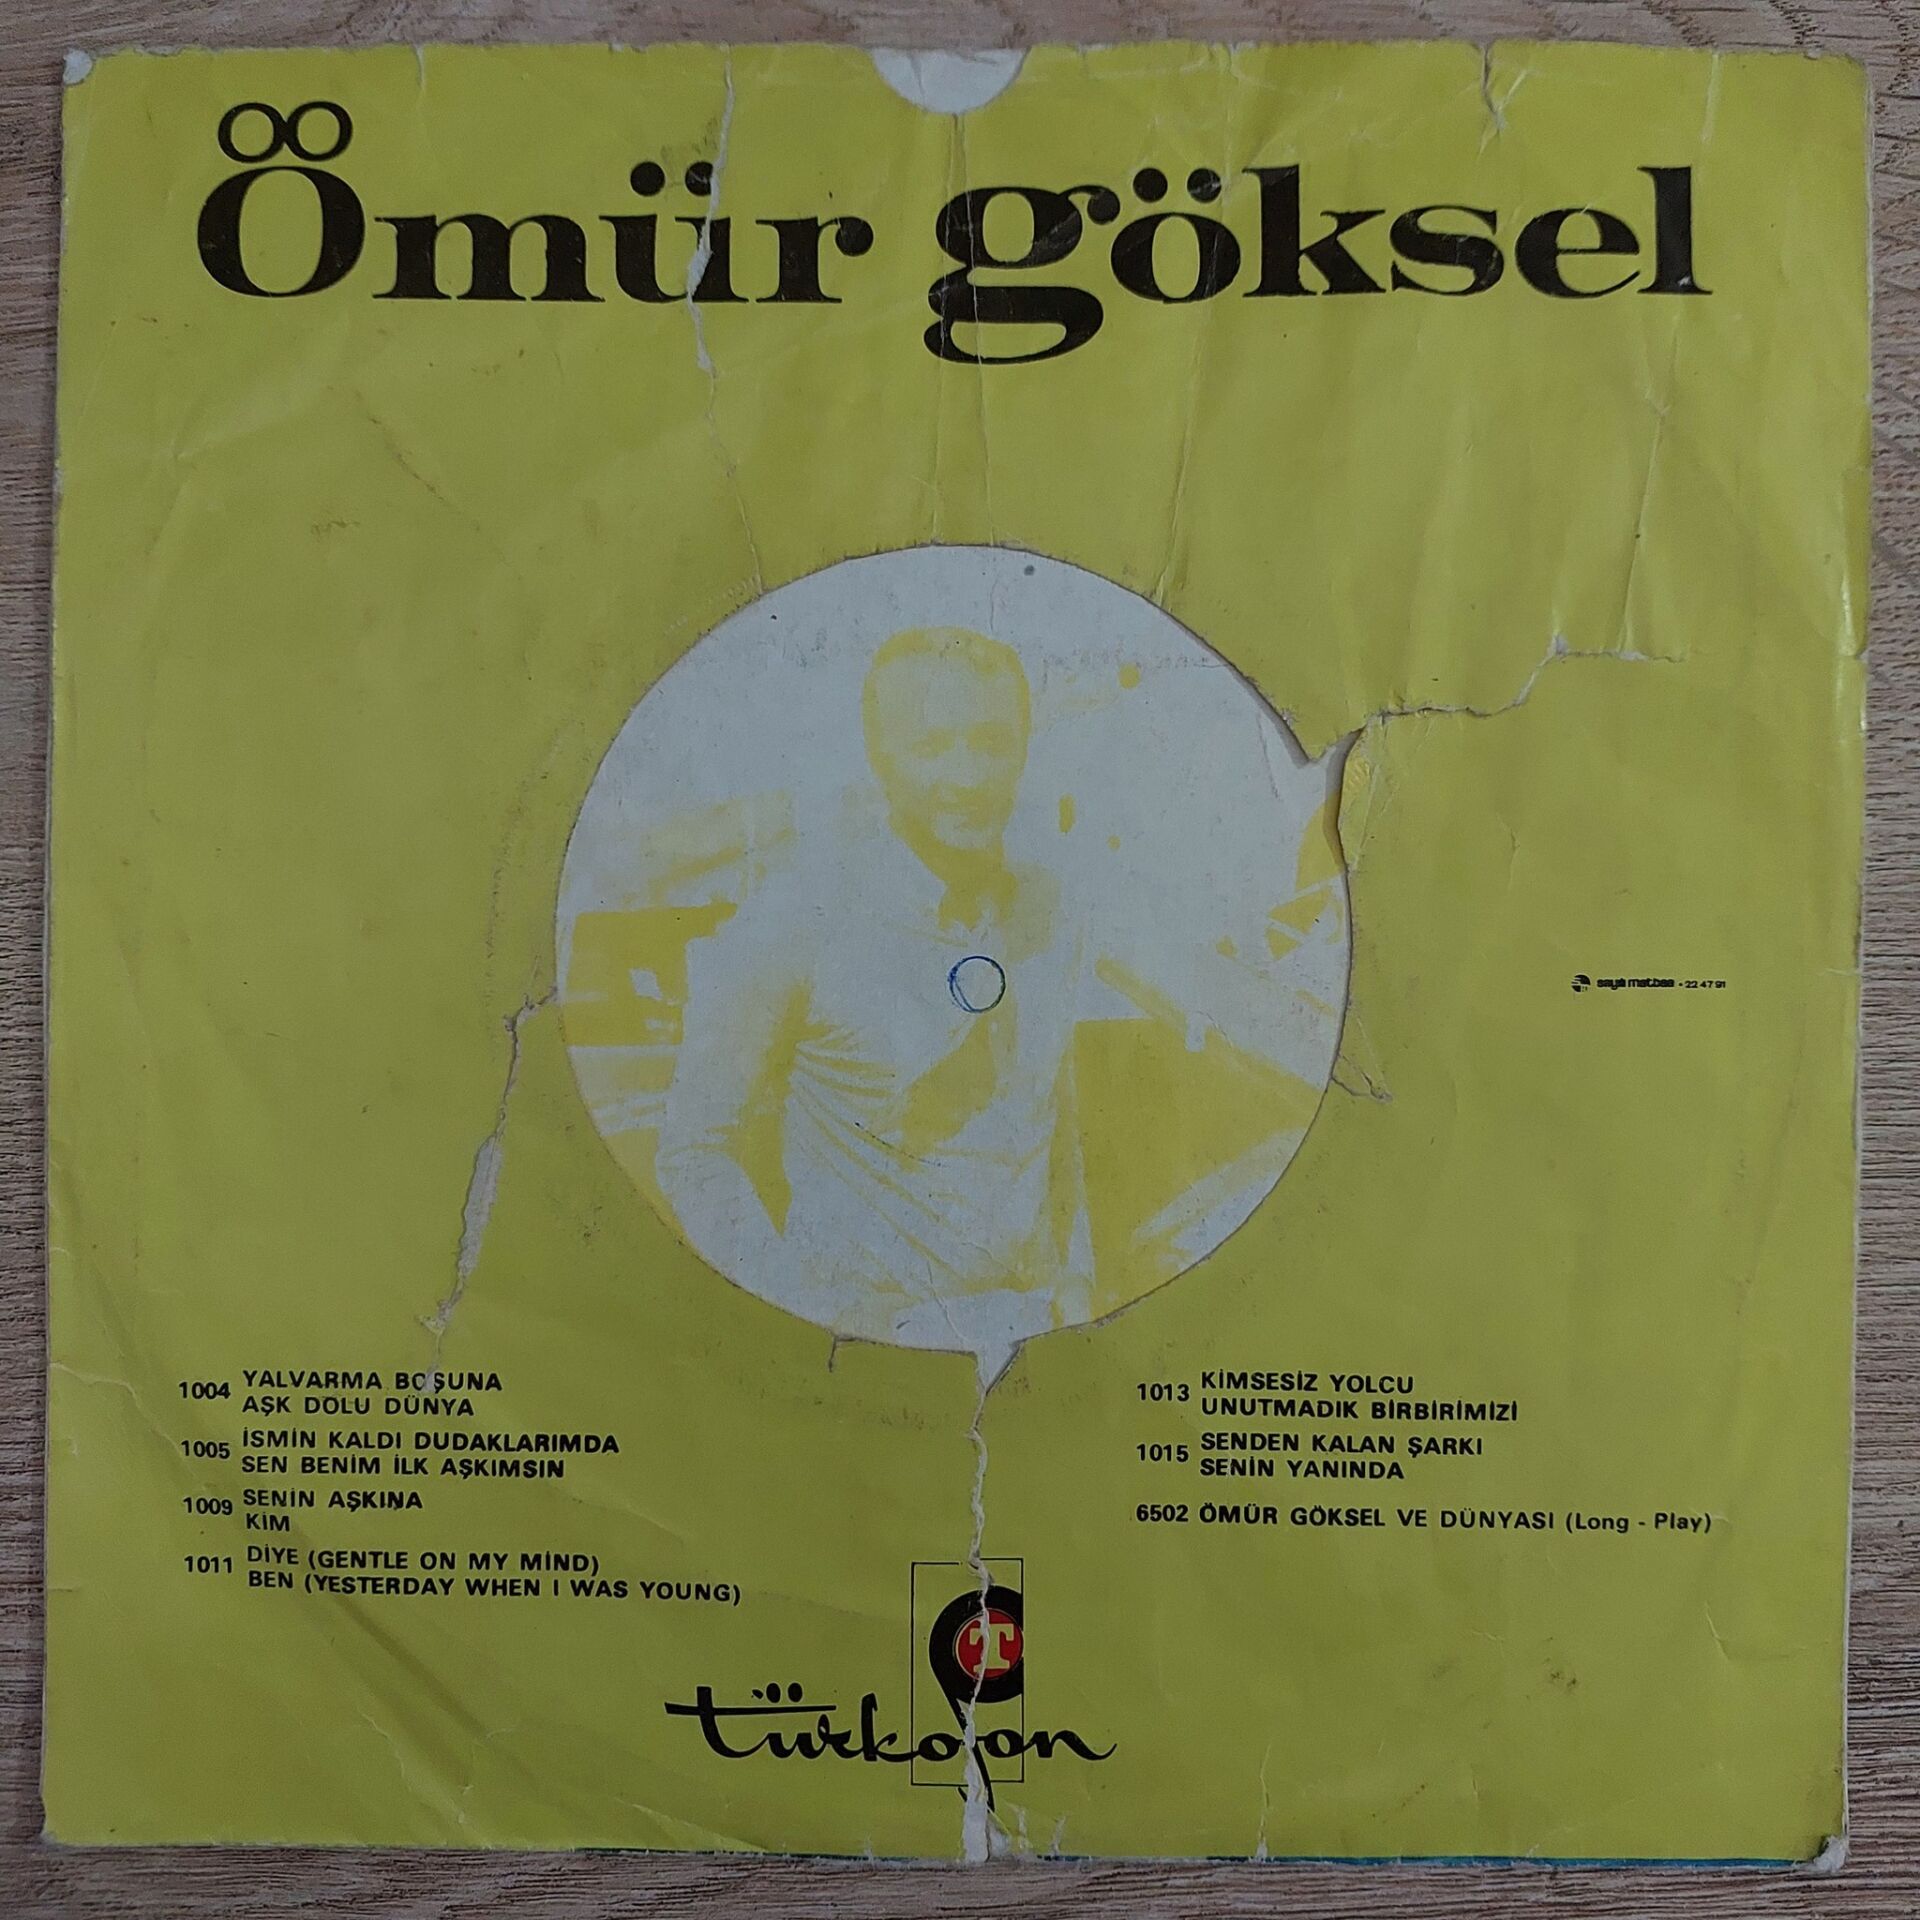 Ömür göksel
sayılı matbaa • 22 47 91
1004 YALVARMA BOŞUNA
AŞK DOLU DÜNYA
1005 İSMİN KALDI DUDAKLARIMDA
SEN BENİM İLK AŞKIMSIN
1009 SENİN AŞKINA
KİM
1011 DİYE (GENTLE ON MY MİND)
BEN (YESTERDAY WHEN I WAS YOUNG)
1013 KİMSESİZ YOLCU
UNUTMADIK BİRBİRİMİZİ
1015 SENDEN KALAN ŞARKI
SENİN YANINDA
6502 ÖMÜR GÖKSEL VE DÜNYASI (Long - Play)
T
türkofon